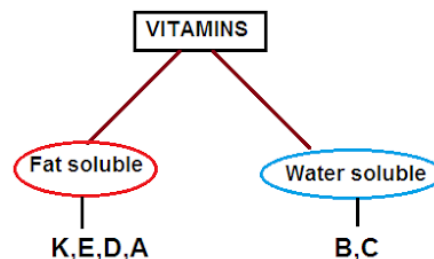 VITAMINS
Fat soluble
Water soluble
K,E,D,A
B,C